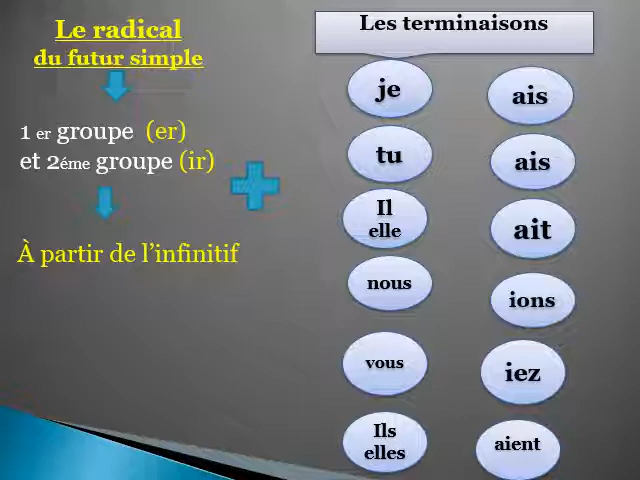 Le radical
du futur simple
1 er groupe (er)
et 2éme groupe (ir)
À partir de l'infinitif
Les terminaisons
je ais
tu ais
Il
elle
ait
nous ions
vous iez
Ils
elles
aient